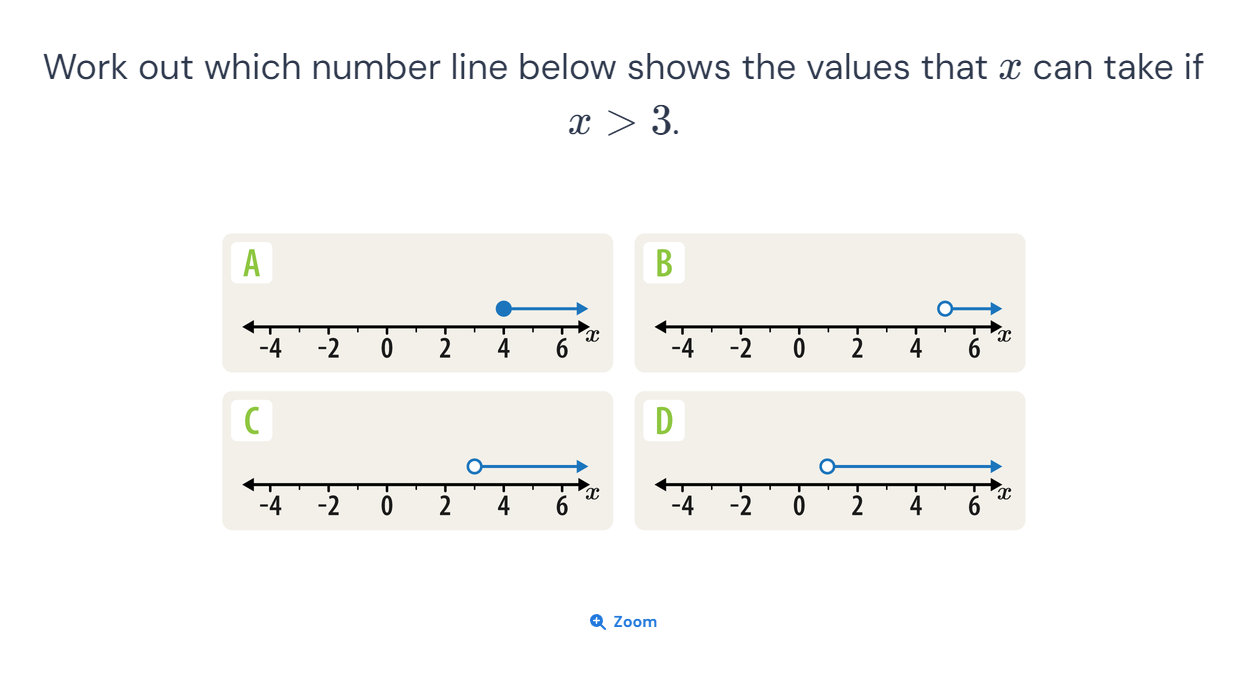 Work out which number line below shows the values that x can take if
x > 3.
A
-4 -2 0 2 4 6 x
B
-4 -2 0 2 4 6 x
C
-4 -2 0 2 4 6 x
D
-4 -2 0 2 4 6 x
Zoom